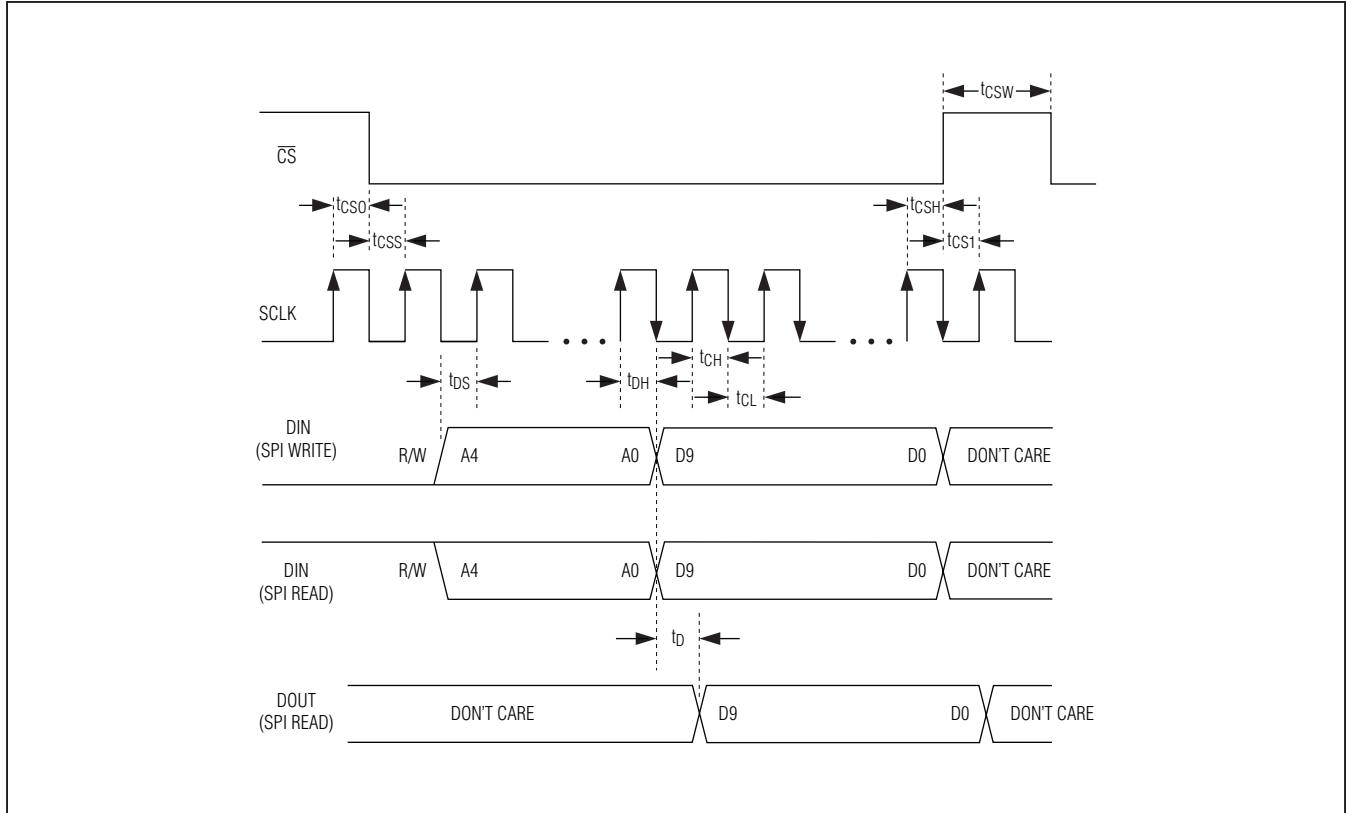 tCSW
CS
tCSO
tCSH
tCSS
tCS1
SCLK
tDS
tDH
tCH
tCL
DIN
(SPI WRITE)
R/W
A4
A0
D9
D0
DON'T CARE
DIN
(SPI READ)
R/W
A4
A0
D9
D0
DON'T CARE
tD
DOUT
(SPI READ)
DON'T CARE
D9
D0
DON'T CARE